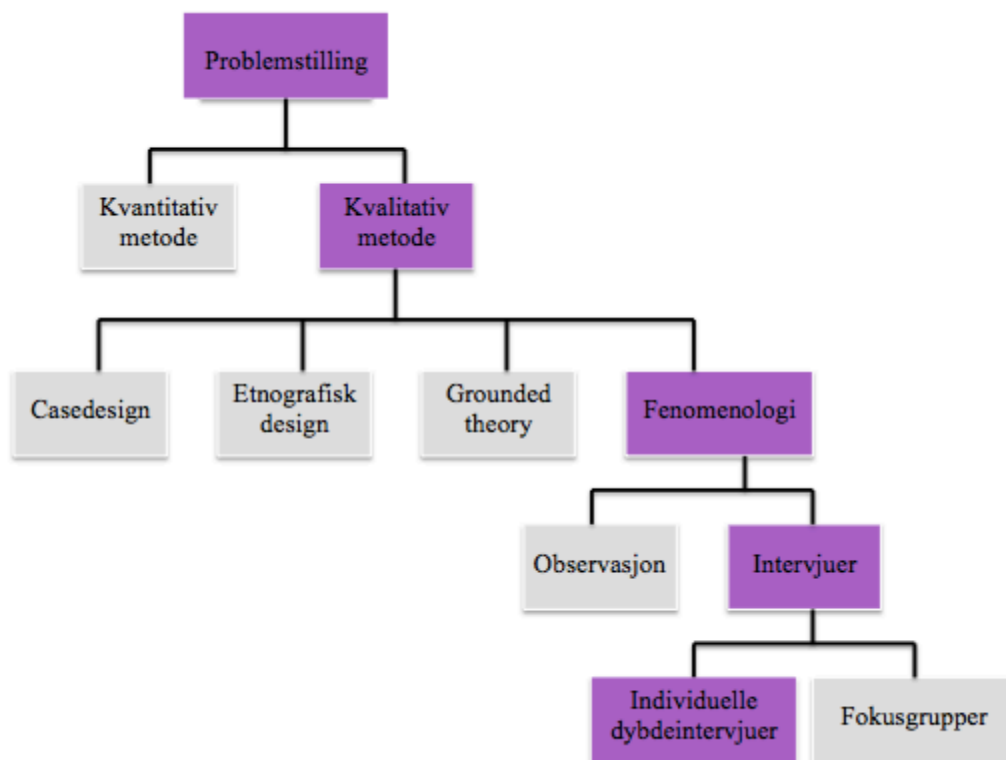 Problemstilling
Kvantitativ
metode
Kvalitativ
metode
Casedesign
Etnografisk
design
Grounded
theory
Fenomenologi
Observasjon
Intervjuer
Individuelle
dybdeintervjuer
Fokusgrupper